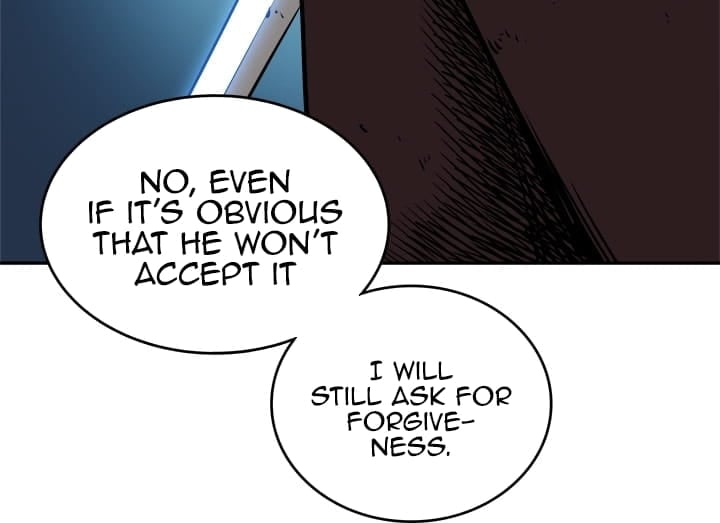 NO, EVEN
IF IT'S OBVIOUS
THAT HE WON'T
ACCEPT IT
I WILL
STILL ASK FOR
FORGIVE-
NESS.